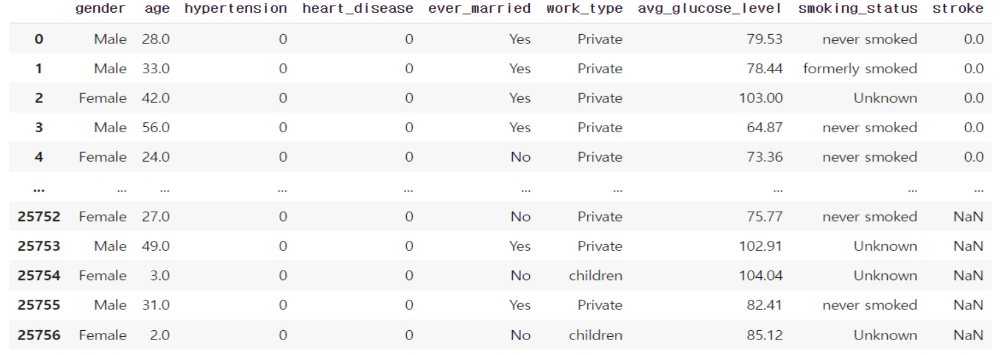 gender age hypertension heart_disease ever_married work_type avg_glucose_level smoking_status stroke
0 Male 28.0 0 0 Yes Private 79.53 never smoked 0.0
1 Male 33.0 0 0 Yes Private 78.44 formerly smoked 0.0
2 Female 42.0 0 0 Yes Private 103.00 Unknown 0.0
3 Male 56.0 0 0 Yes Private 64.87 never smoked 0.0
4 Female 24.0 0 0 No Private 73.36 never smoked 0.0
... ... ... ... ... ... ... ... ... ...
25752 Female 27.0 0 0 No Private 75.77 never smoked NaN
25753 Male 49.0 0 0 Yes Private 102.91 Unknown NaN
25754 Female 3.0 0 0 No children 104.04 Unknown NaN
25755 Male 31.0 0 0 Yes Private 82.41 never smoked NaN
25756 Female 2.0 0 0 No children 85.12 Unknown NaN